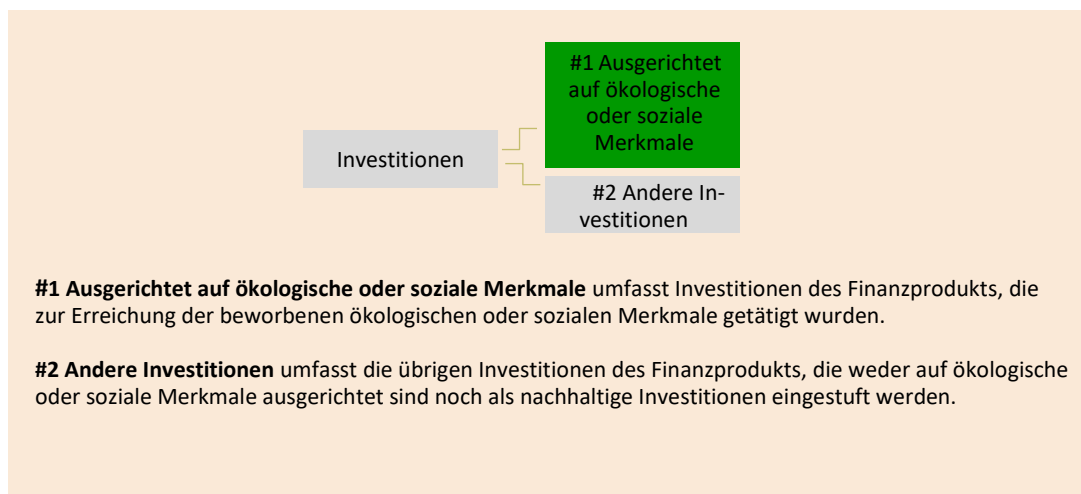 #1 Ausgerichtet
auf ökologische
oder soziale
Merkmale
Investitionen
#2 Andere In-
vestitionen
#1 Ausgerichtet auf ökologische oder soziale Merkmale umfasst Investitionen des Finanzprodukts, die
zur Erreichung der beworbenen ökologischen oder sozialen Merkmale getätigt wurden.
#2 Andere Investitionen umfasst die übrigen Investitionen des Finanzprodukts, die weder auf ökologische
oder soziale Merkmale ausgerichtet sind noch als nachhaltige Investitionen eingestuft werden.